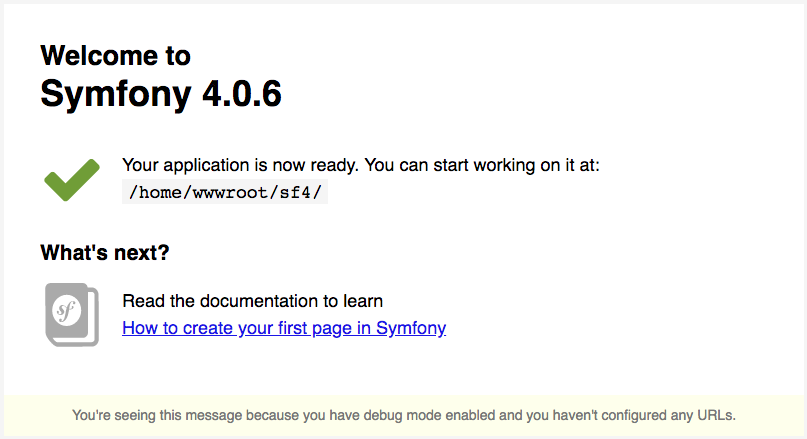 Welcome to
Symfony 4.0.6
Your application is now ready. You can start working on it at:
/home/wwwroot/sf4/
What's next?
sf
Read the documentation to learn
How to create your first page in Symfony
You're seeing this message because you have debug mode enabled and you haven't configured any URLs.